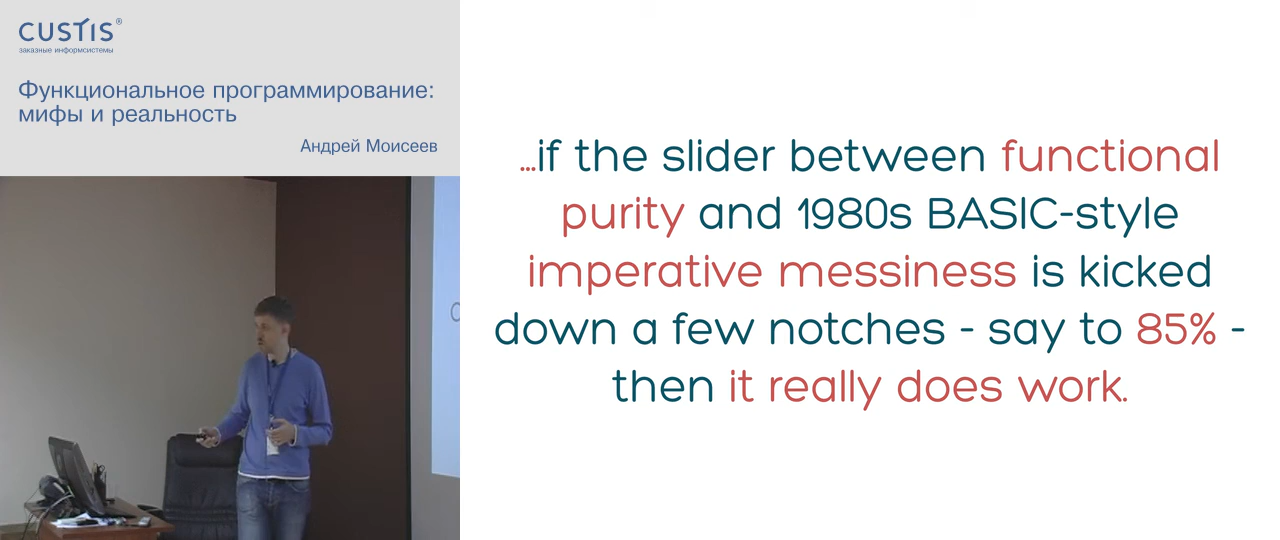 CUSTIS®
заказные информсистемы
Функциональное программирование:
мифы и реальность
Андрей Моисеев
...if the slider between functional
purity and 1980s BASIC-style
imperative messiness is kicked
down a few notches - say to 85% -
then it really does work.